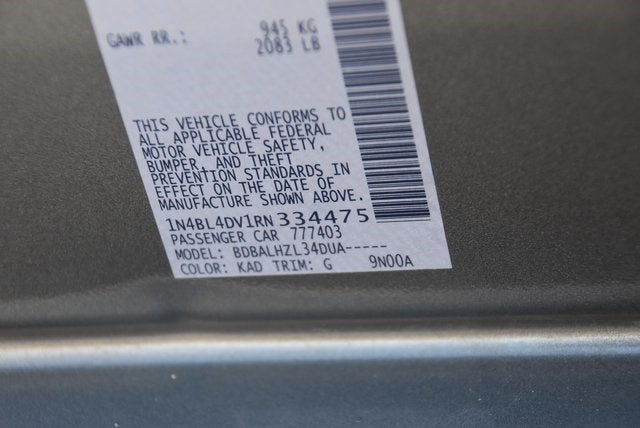 GAWR RR.: 945 KG
2083 LB
THIS VEHICLE CONFORMS TO
ALL APPLICABLE FEDERAL
MOTOR VEHICLE SAFETY,
BUMPER, AND THEFT
PREVENTION STANDARDS IN
EFFECT ON THE DATE OF
MANUFACTURE SHOWN ABOVE.
1N4BL4DV1RN334475
PASSENGER CAR 777403
MODEL: BDBALHZL34DUA-----
COLOR: KAD TRIM: G 9N00A